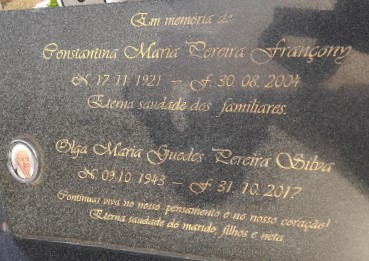 Em memória de:
Constantina Maria Pereira Françony
N. 17.11.1921 – F. 30.08.2004
Eterna saudade dos familiares.
Olga Maria Guedes Pereira Silva
N. 09.10.1943 – F. 31.10.2017
Continuas viva no nosso pensamento e no nosso coração!
Eterna saudade do marido, filhos e neta.